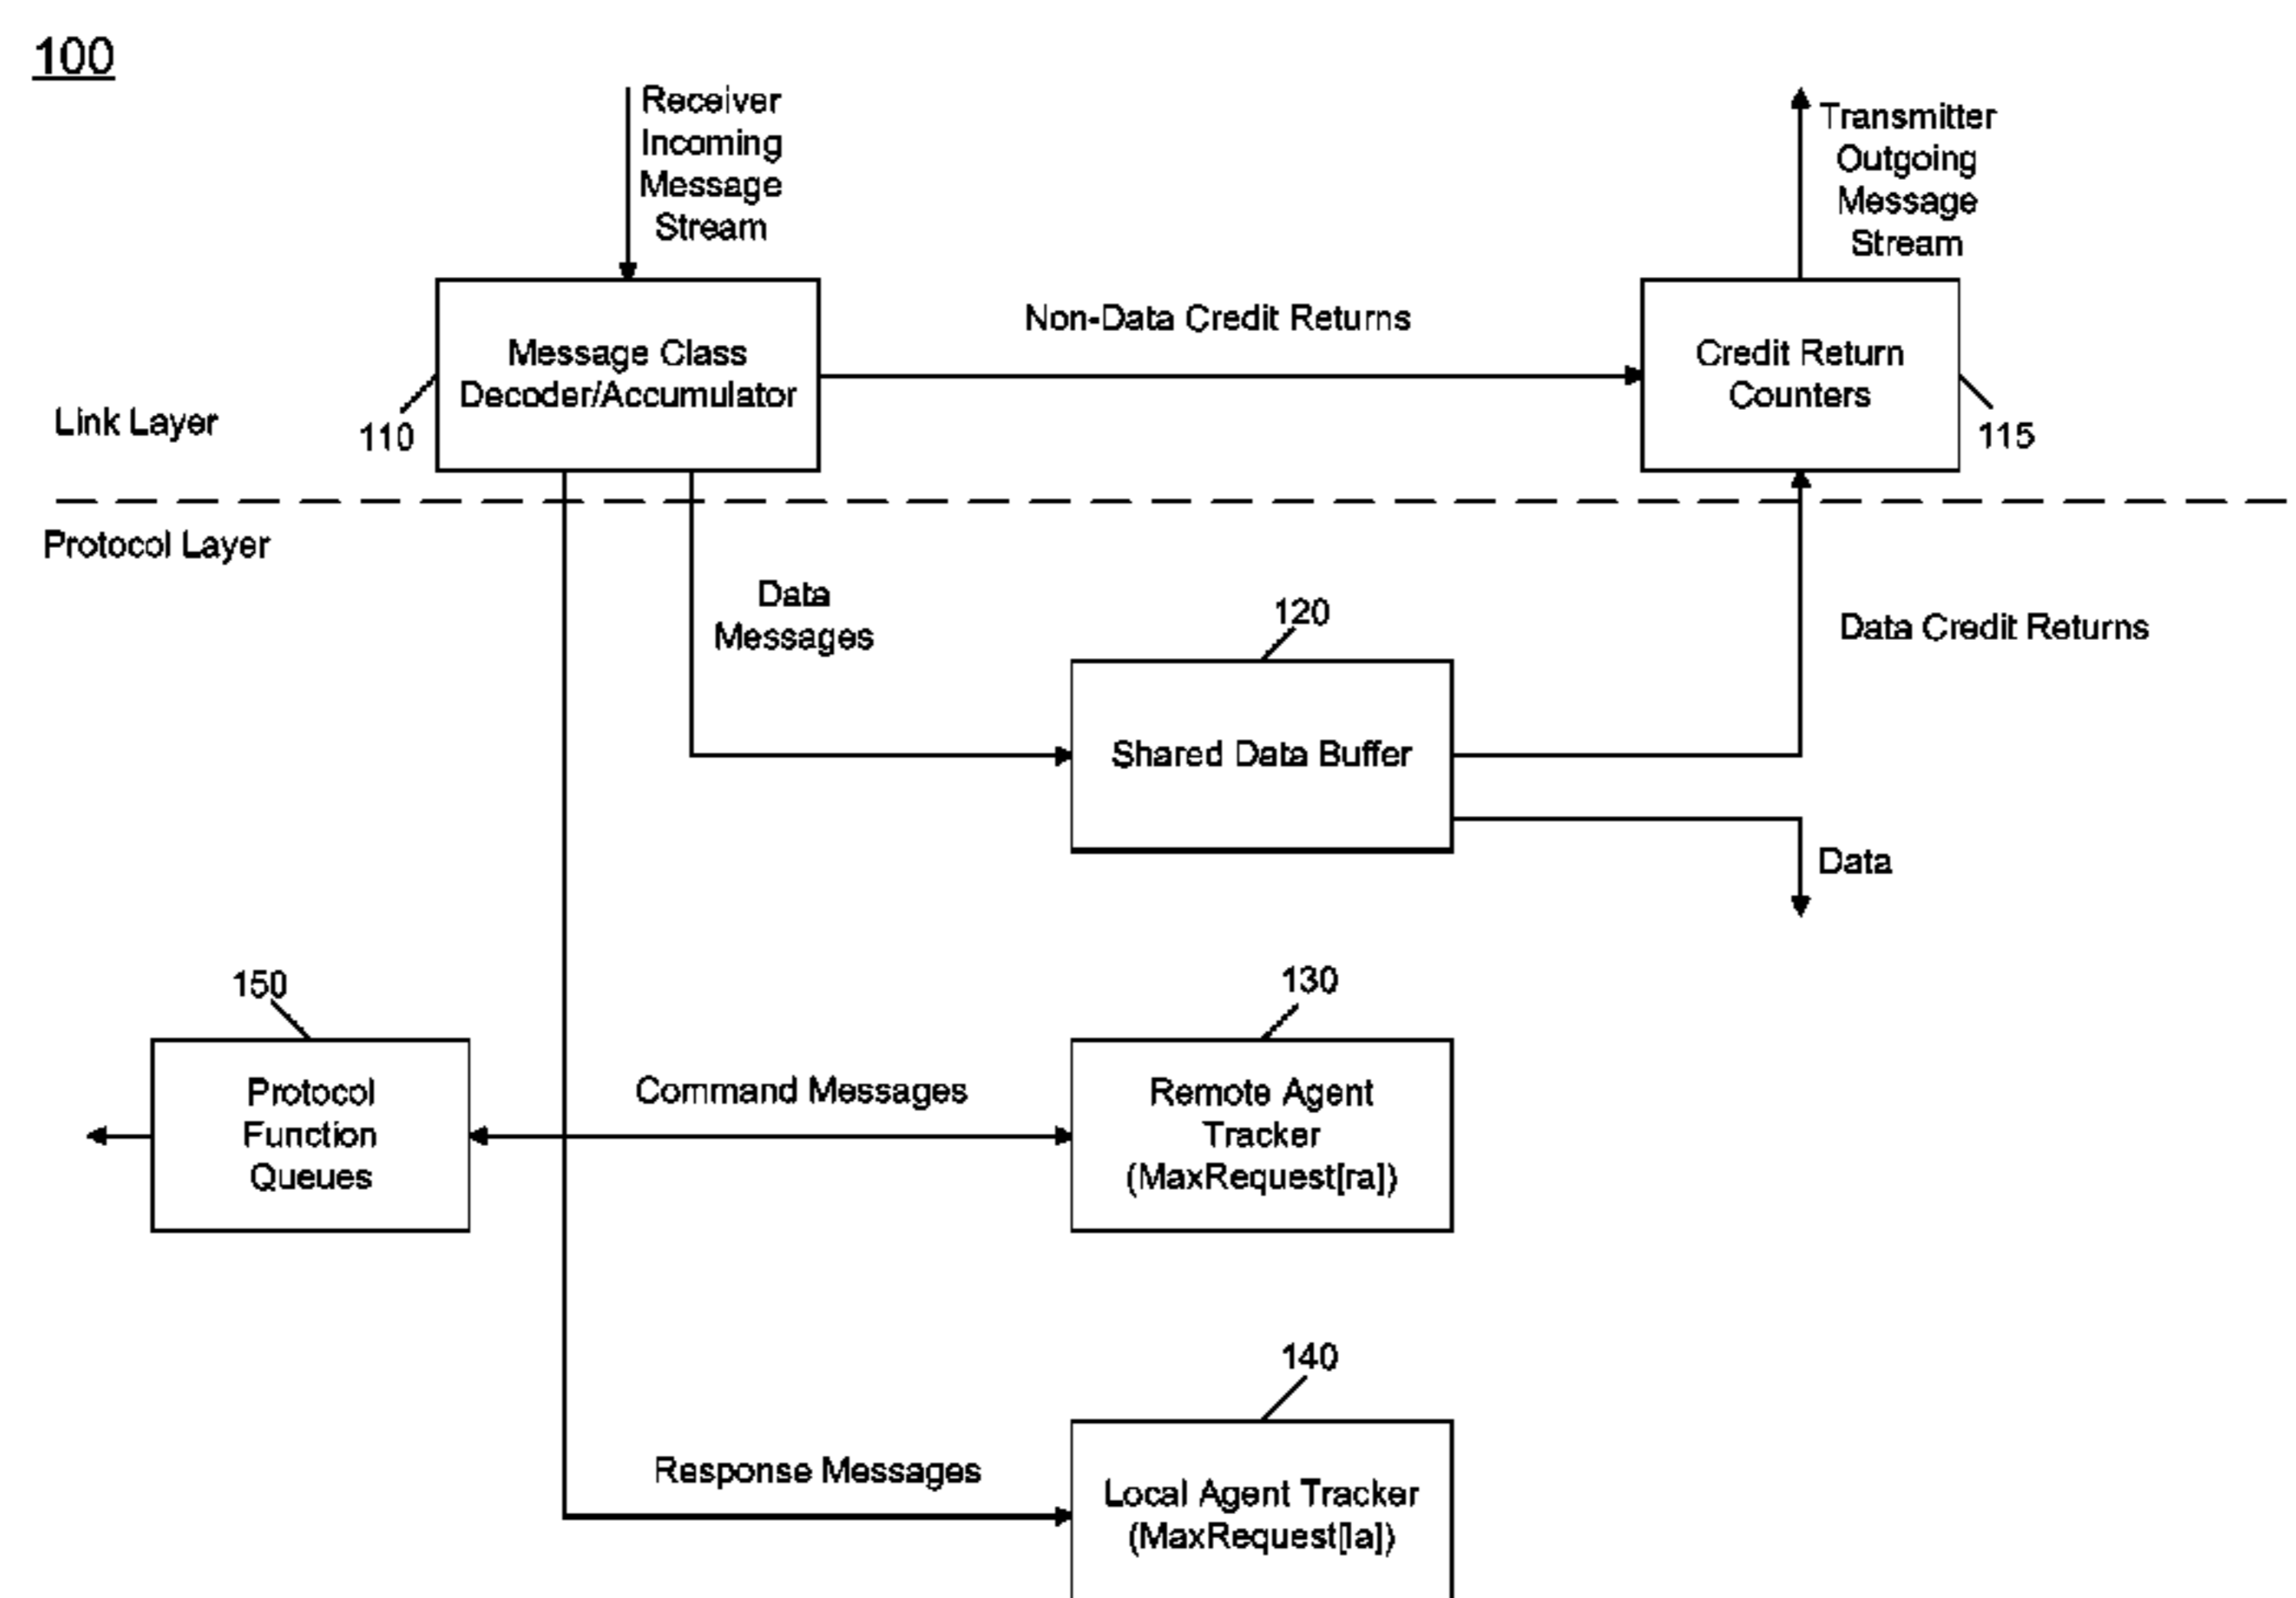 100
Receiver
Incoming
Message
Stream
Transmitter
Outgoing
Message
Stream
Message Class
Decoder/Accumulator
Non-Data Credit Returns
Credit Return
Counters
Link Layer
110
115
Protocol Layer
Data
Messages
120
Data Credit Returns
Shared Data Buffer
Data
150
130
Protocol
Function
Queues
Command Messages
Remote Agent
Tracker
(MaxRequest[ra])
140
Response Messages
Local Agent Tracker
(MaxRequest[la])